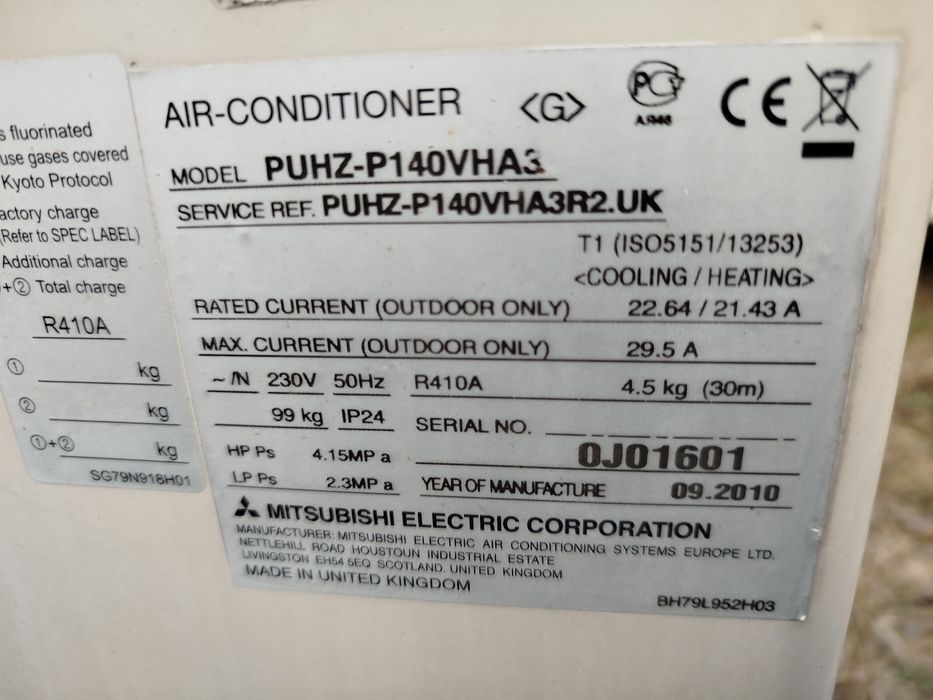 s fluorinated
use gases covered
Kyoto Protocol
actory charge
(Refer to SPEC LABEL)
Additional charge
+② Total charge
R410A
① kg
② kg
①+② kg
SG79N918H01
AIR-CONDITIONER <G> CE
MODEL PUHZ-P140VHA3
SERVICE REF. PUHZ-P140VHA3R2.UK
T1 (ISO5151/13253)
<COOLING / HEATING>
RATED CURRENT (OUTDOOR ONLY) 22.64 / 21.43 A
MAX. CURRENT (OUTDOOR ONLY) 29.5 A
~/N 230V 50Hz R410A 4.5 kg (30m)
99 kg IP24 SERIAL NO.
0J01601
HP Ps 4.15MPa
LP Ps 2.3MPa YEAR OF MANUFACTURE 09.2010
MITSUBISHI ELECTRIC CORPORATION
MANUFACTURER: MITSUBISHI ELECTRIC AIR CONDITIONING SYSTEMS EUROPE LTD.
NETTLEHILL ROAD HOUSTOUN INDUSTRIAL ESTATE
LIVINGSTON EH54 5EQ SCOTLAND. UNITED KINGDOM
MADE IN UNITED KINGDOM
BH79L952H03